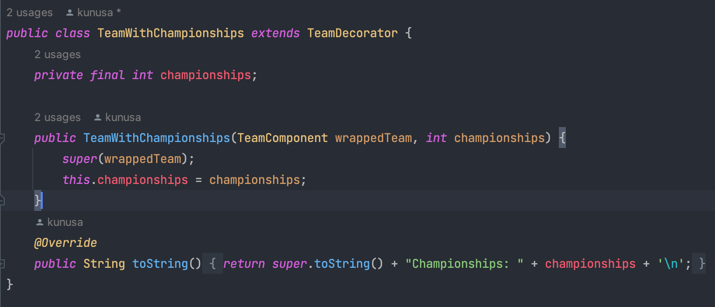 2 usages kunusa *
public class TeamWithChampionships extends TeamDecorator {
2 usages
private final int championships;
2 usages kunusa
public TeamWithChampionships(TeamComponent wrappedTeam, int championships) {
super(wrappedTeam);
this.championships = championships;
}
kunusa
@Override
public String toString() { return super.toString() + "Championships: " + championships + '\n'; }
}